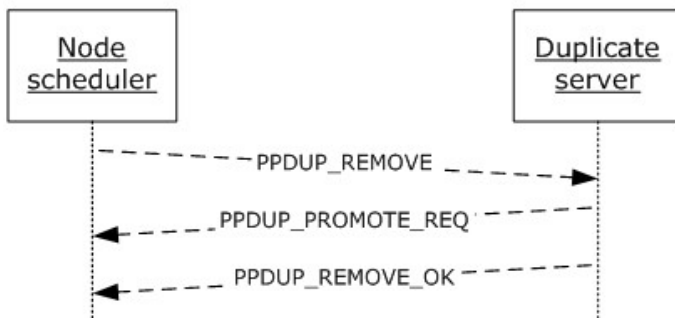 Node
scheduler
Duplicate
server
PPDUP_REMOVE
PPDUP_PROMOTE_REQ
PPDUP_REMOVE_OK